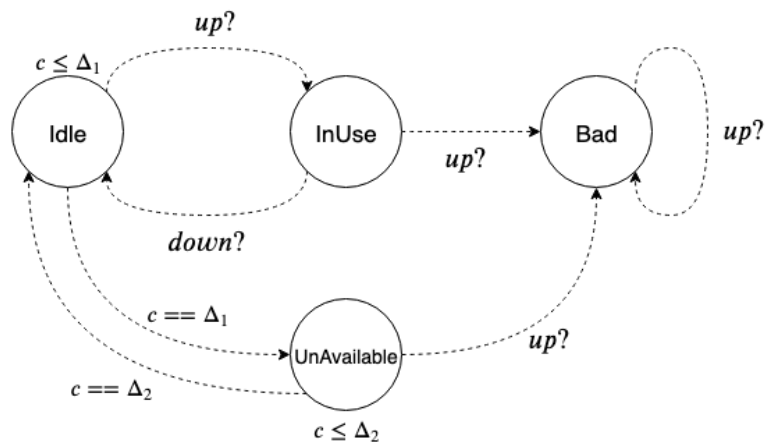 up?
c ≤ Δ₁
Idle
InUse
Bad
up?
up?
down?
c == Δ₁
UnAvailable
up?
c == Δ₂
c ≤ Δ₂